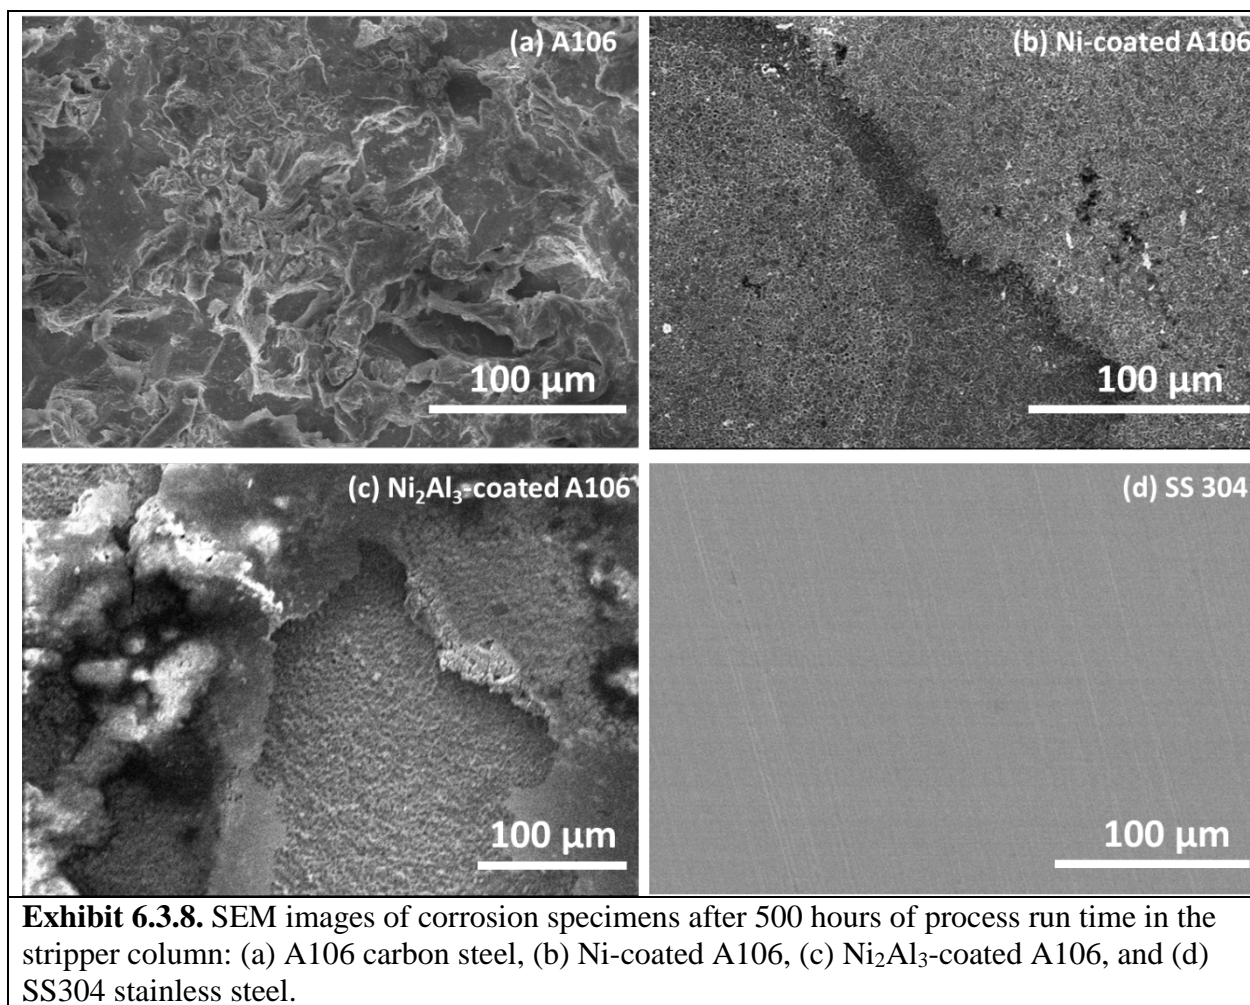 (a) A106
(b) Ni-coated A106
100 µm
100 µm
(c) Ni₂Al₃-coated A106
(d) SS 304
100 µm
100 µm
Exhibit 6.3.8. SEM images of corrosion specimens after 500 hours of process run time in the
stripper column: (a) A106 carbon steel, (b) Ni-coated A106, (c) Ni₂Al₃-coated A106, and (d)
SS304 stainless steel.